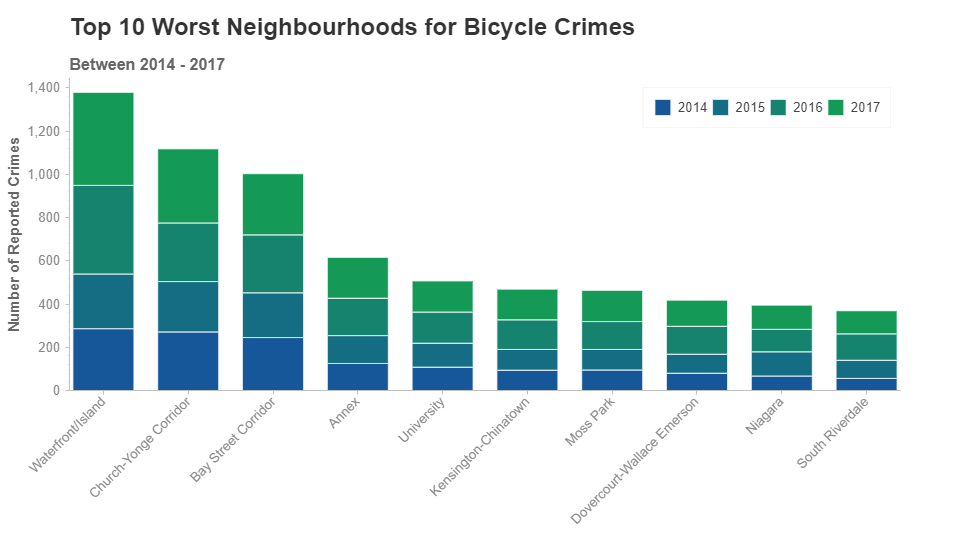 Top 10 Worst Neighbourhoods for Bicycle Crimes
Between 2014 - 2017
2014 2015 2016 2017
Number of Reported Crimes
1,400
1,200
1,000
800
600
400
200
0
Waterfront/Island
Church-Yonge Corridor
Bay Street Corridor
Annex
University
Kensington-Chinatown
Moss Park
Dovercourt-Wallace Emerson
Niagara
South Riverdale